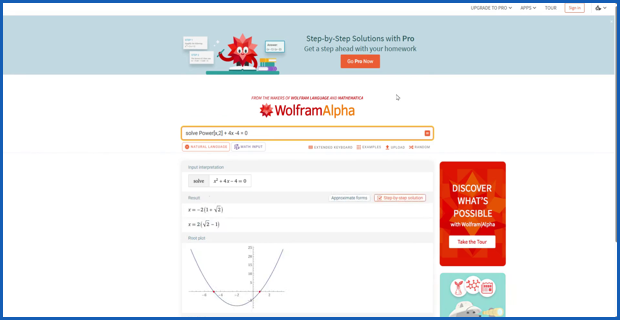 UPGRADE TO PRO APPS TOUR Sign in
Step-by-Step Solutions with Pro
Get a step ahead with your homework
Go Pro Now
FROM THE MAKERS OF WOLFRAM LANGUAGE AND MATHEMATICA
WolframAlpha
solve Power[x,2] + 4x -4 = 0
NATURAL LANGUAGE MATH INPUT EXTENDED KEYBOARD EXAMPLES UPLOAD RANDOM
Input interpretation
solve x² + 4x − 4 = 0
Result Approximate forms Step-by-step solution
x = −2(1 + √2)
x = 2(√2 − 1)
Root plot
DISCOVER
WHAT'S
POSSIBLE
with WolframAlpha
Take the Tour